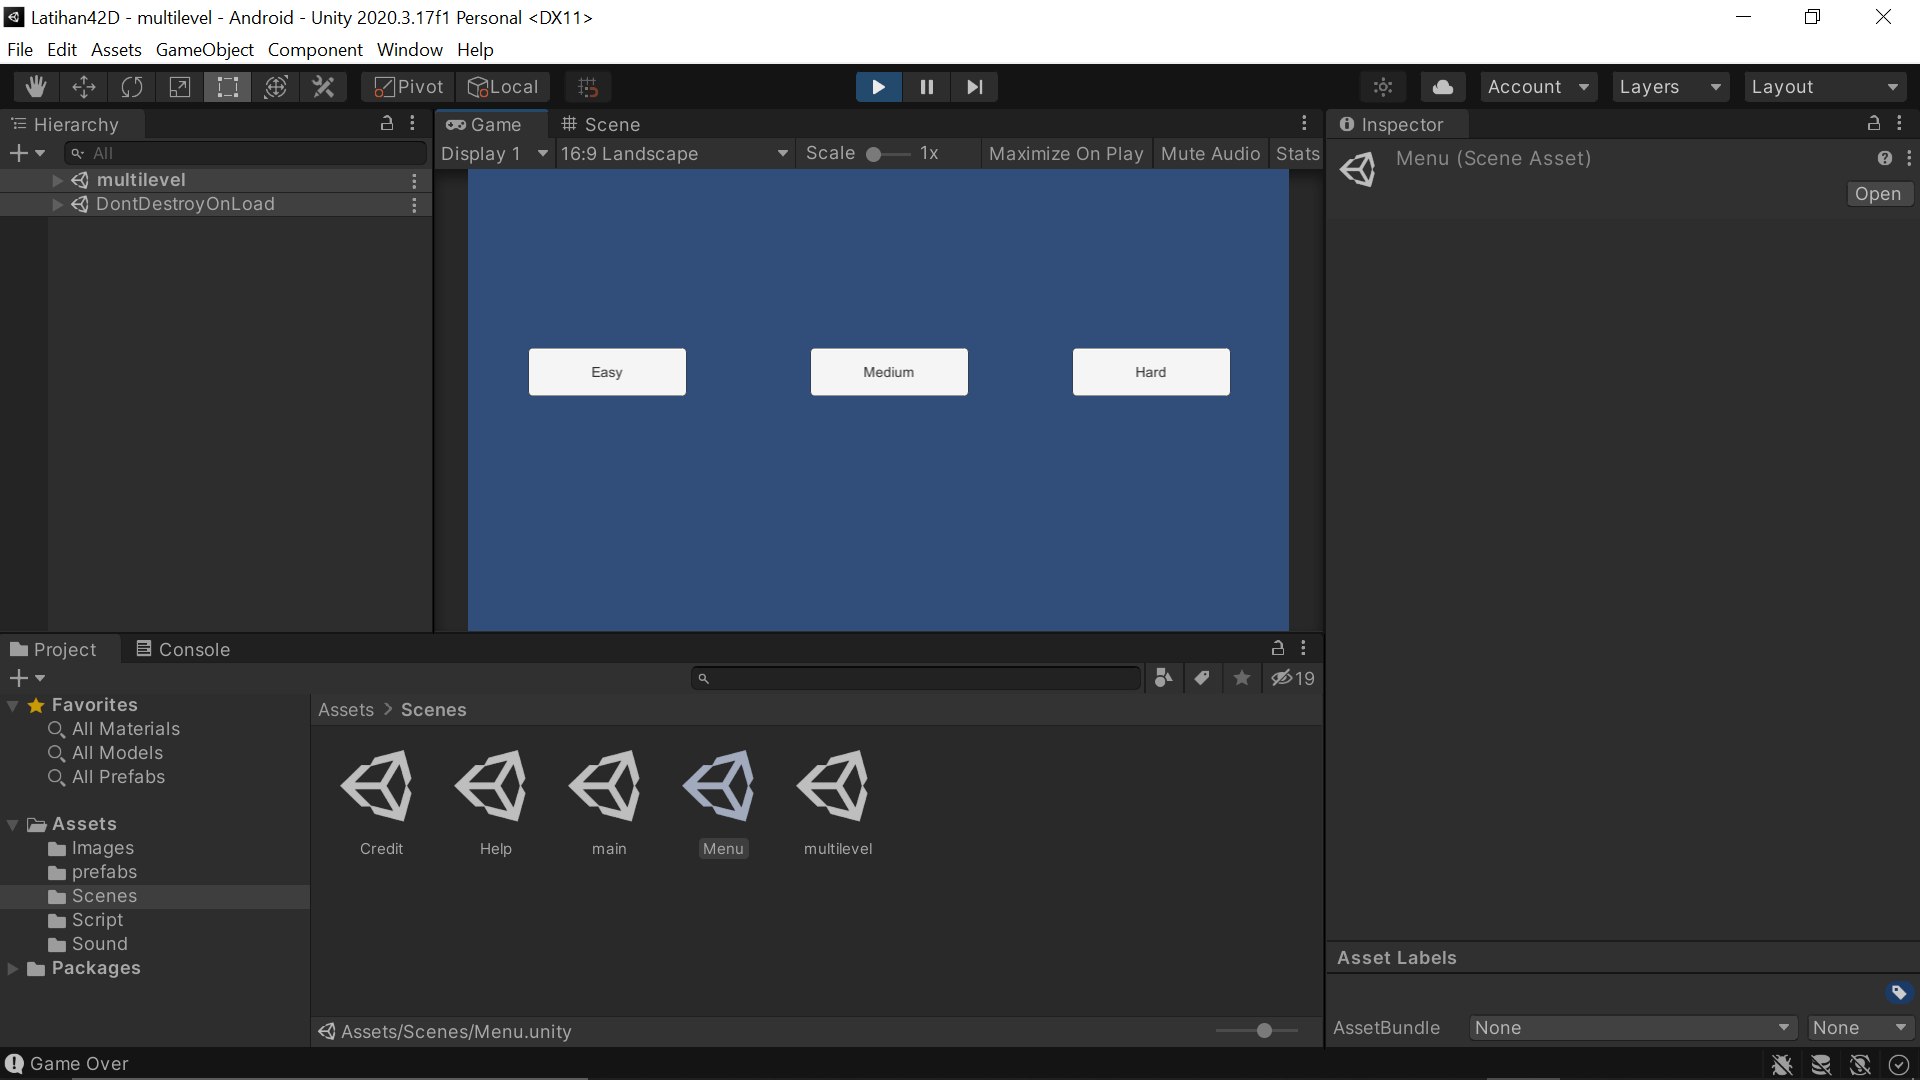 Latihan42D - multilevel - Android - Unity 2020.3.17f1 Personal <DX11>
File Edit Assets GameObject Component Window Help
Pivot Local Account Layers Layout
Hierarchy
All
multilevel
DontDestroyOnLoad
Game Scene
Display 1 16:9 Landscape Scale 1x Maximize On Play Mute Audio Stats
Easy Medium Hard
Inspector
Menu (Scene Asset)
Open
Project Console
19
Favorites
All Materials
All Models
All Prefabs
Assets
Images
prefabs
Scenes
Script
Sound
Packages
Assets > Scenes
Credit Help main Menu multilevel
Assets/Scenes/Menu.unity
Asset Labels
AssetBundle None None
Game Over